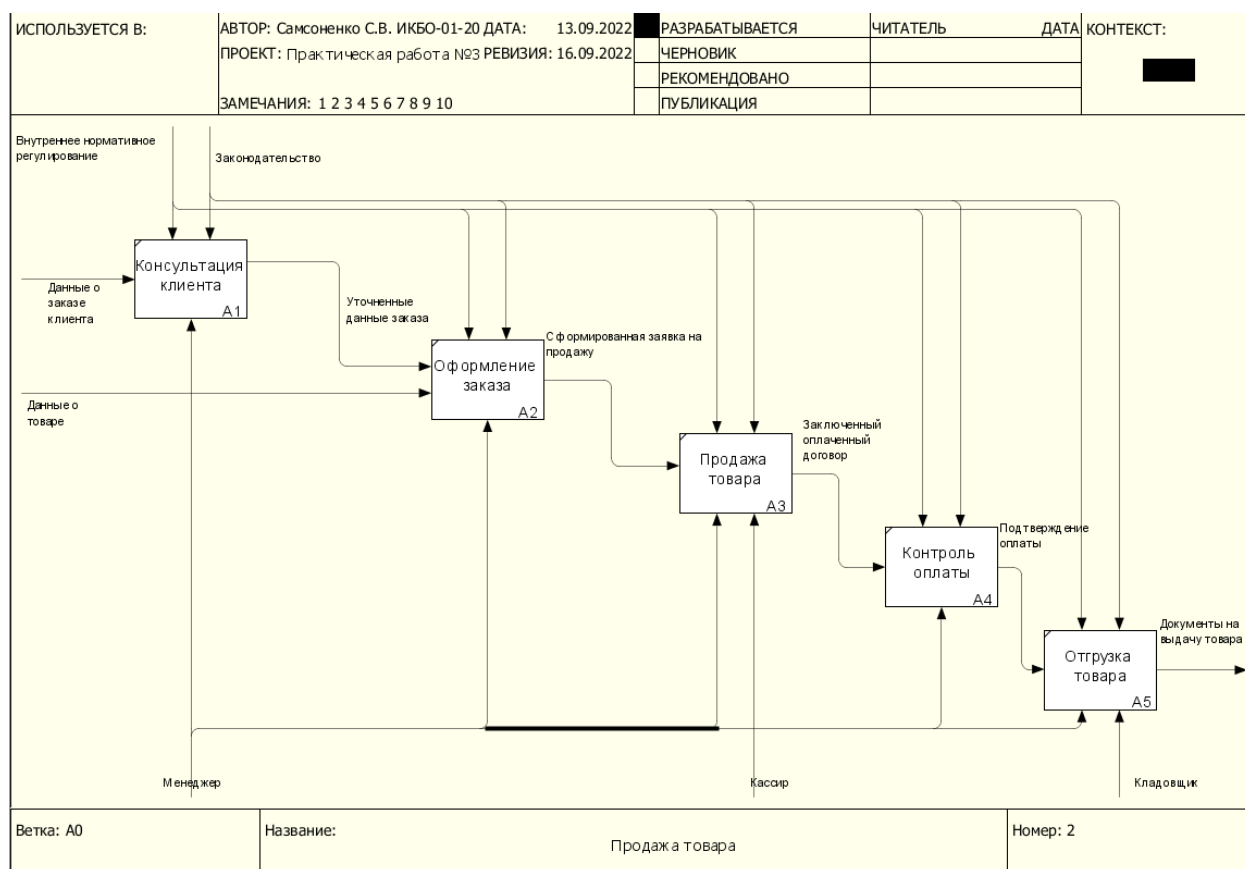 ИСПОЛЬЗУЕТСЯ В:
АВТОР: Самсоненко С.В. ИКБО-01-20 ДАТА: 13.09.2022
ПРОЕКТ: Практическая работа №3 РЕВИЗИЯ: 16.09.2022
ЗАМЕЧАНИЯ: 1 2 3 4 5 6 7 8 9 10
РАЗРАБАТЫВАЕТСЯ
ЧЕРНОВИК
РЕКОМЕНДОВАНО
ПУБЛИКАЦИЯ
ЧИТАТЕЛЬ
ДАТА
КОНТЕКСТ:
Внутреннее нормативное
регулирование
Законодательство
Консультация
клиента
A1
Данные о
заказе
клиента
Уточненные
данные заказа
Сформированная заявка на
продажу
Оформление
заказа
A2
Данные о
товаре
Заключенный
оплаченный
договор
Продажа
товара
A3
Подтверждение
оплаты
Контроль
оплаты
A4
Документы на
выдачу товара
Отгрузка
товара
A5
Менеджер
Кассир
Кладовщик
Ветка: A0
Название:
Продажа товара
Номер: 2